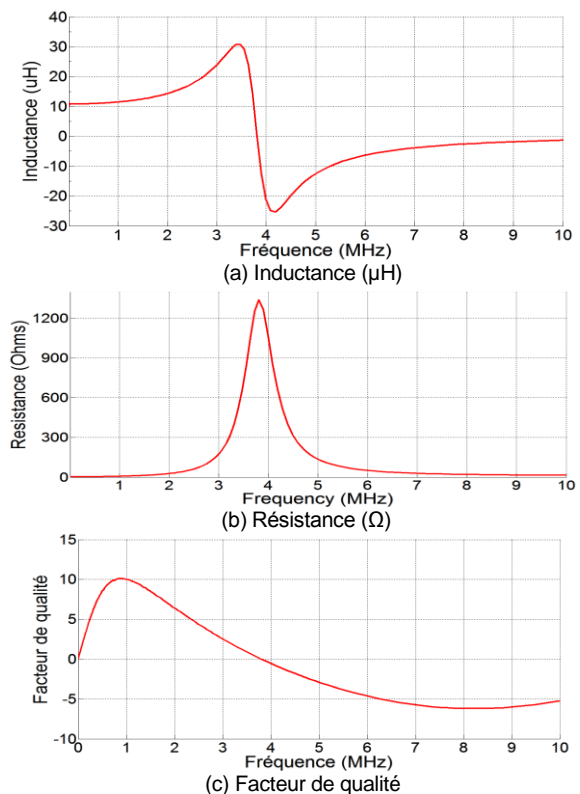 40
30
20
10
0
-10
-20
-30
Inductance (uH)
1 2 3 4 5 6 7 8 9 10
Fréquence (MHz)
(a) Inductance (µH)
1200
900
600
300
0
Resistance (Ohms)
1 2 3 4 5 6 7 8 9 10
Frequency (MHz)
(b) Résistance (Ω)
15
10
5
0
-5
-10
Facteur de qualité
0 1 2 3 4 5 6 7 8 9 10
Fréquence (MHz)
(c) Facteur de qualité